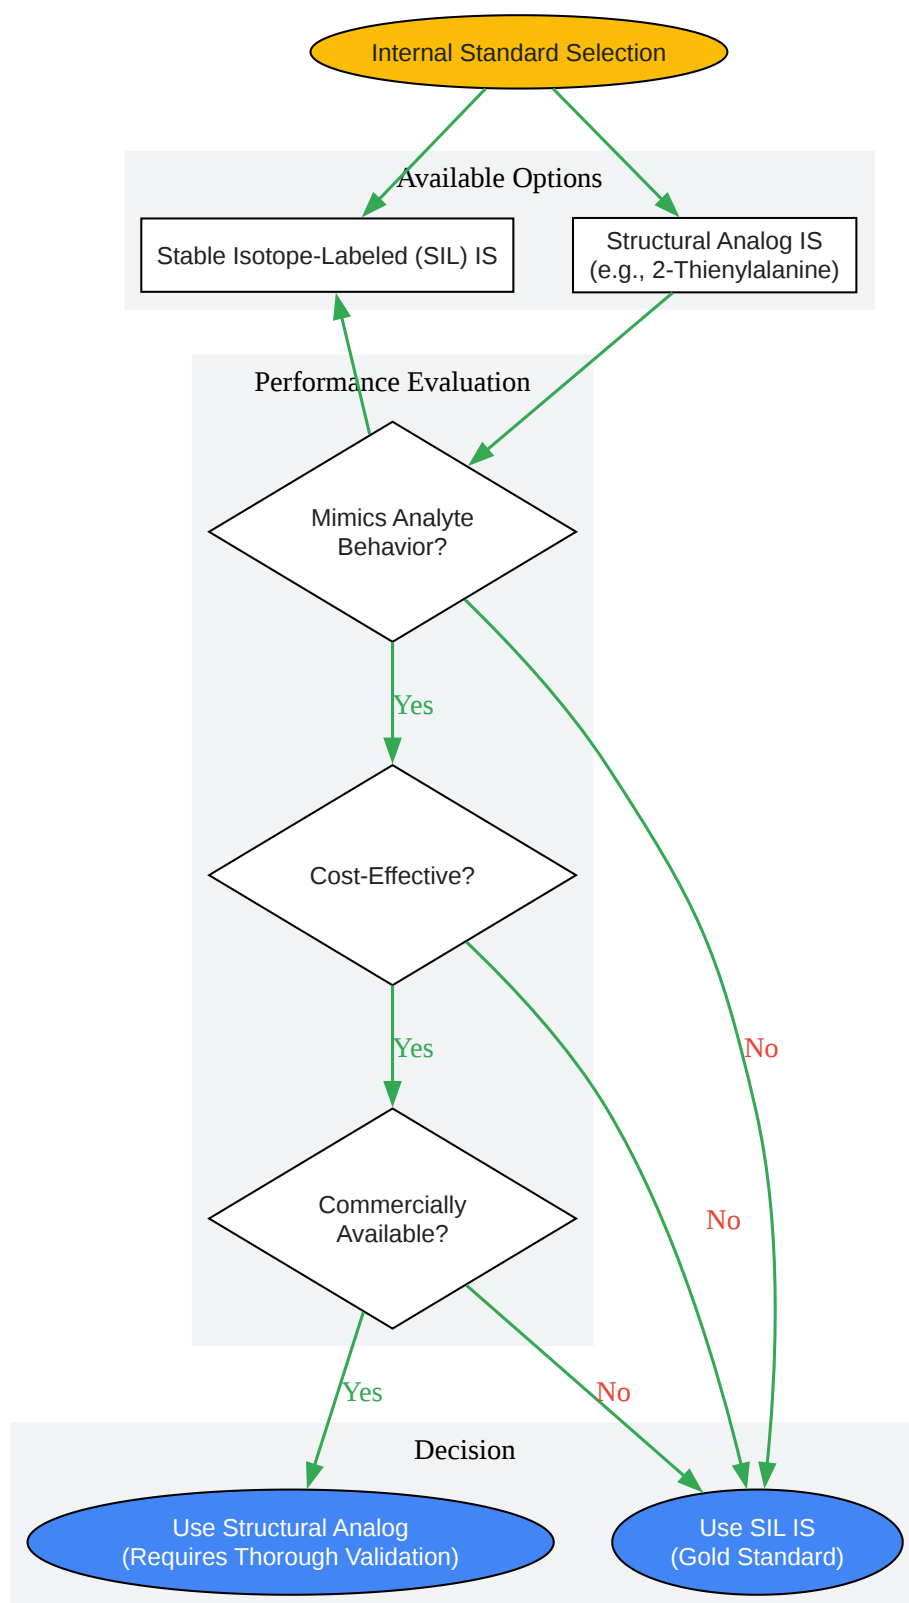 Internal Standard Selection
Available Options
Stable Isotope-Labeled (SIL) IS
Structural Analog IS
(e.g., 2-Thienylalanine)
Performance Evaluation
Mimics Analyte
Behavior?
Yes
Cost-Effective?
Yes
No
Commercially
Available?
No
Yes
No
Decision
Use Structural Analog
(Requires Thorough Validation)
Use SIL IS
(Gold Standard)